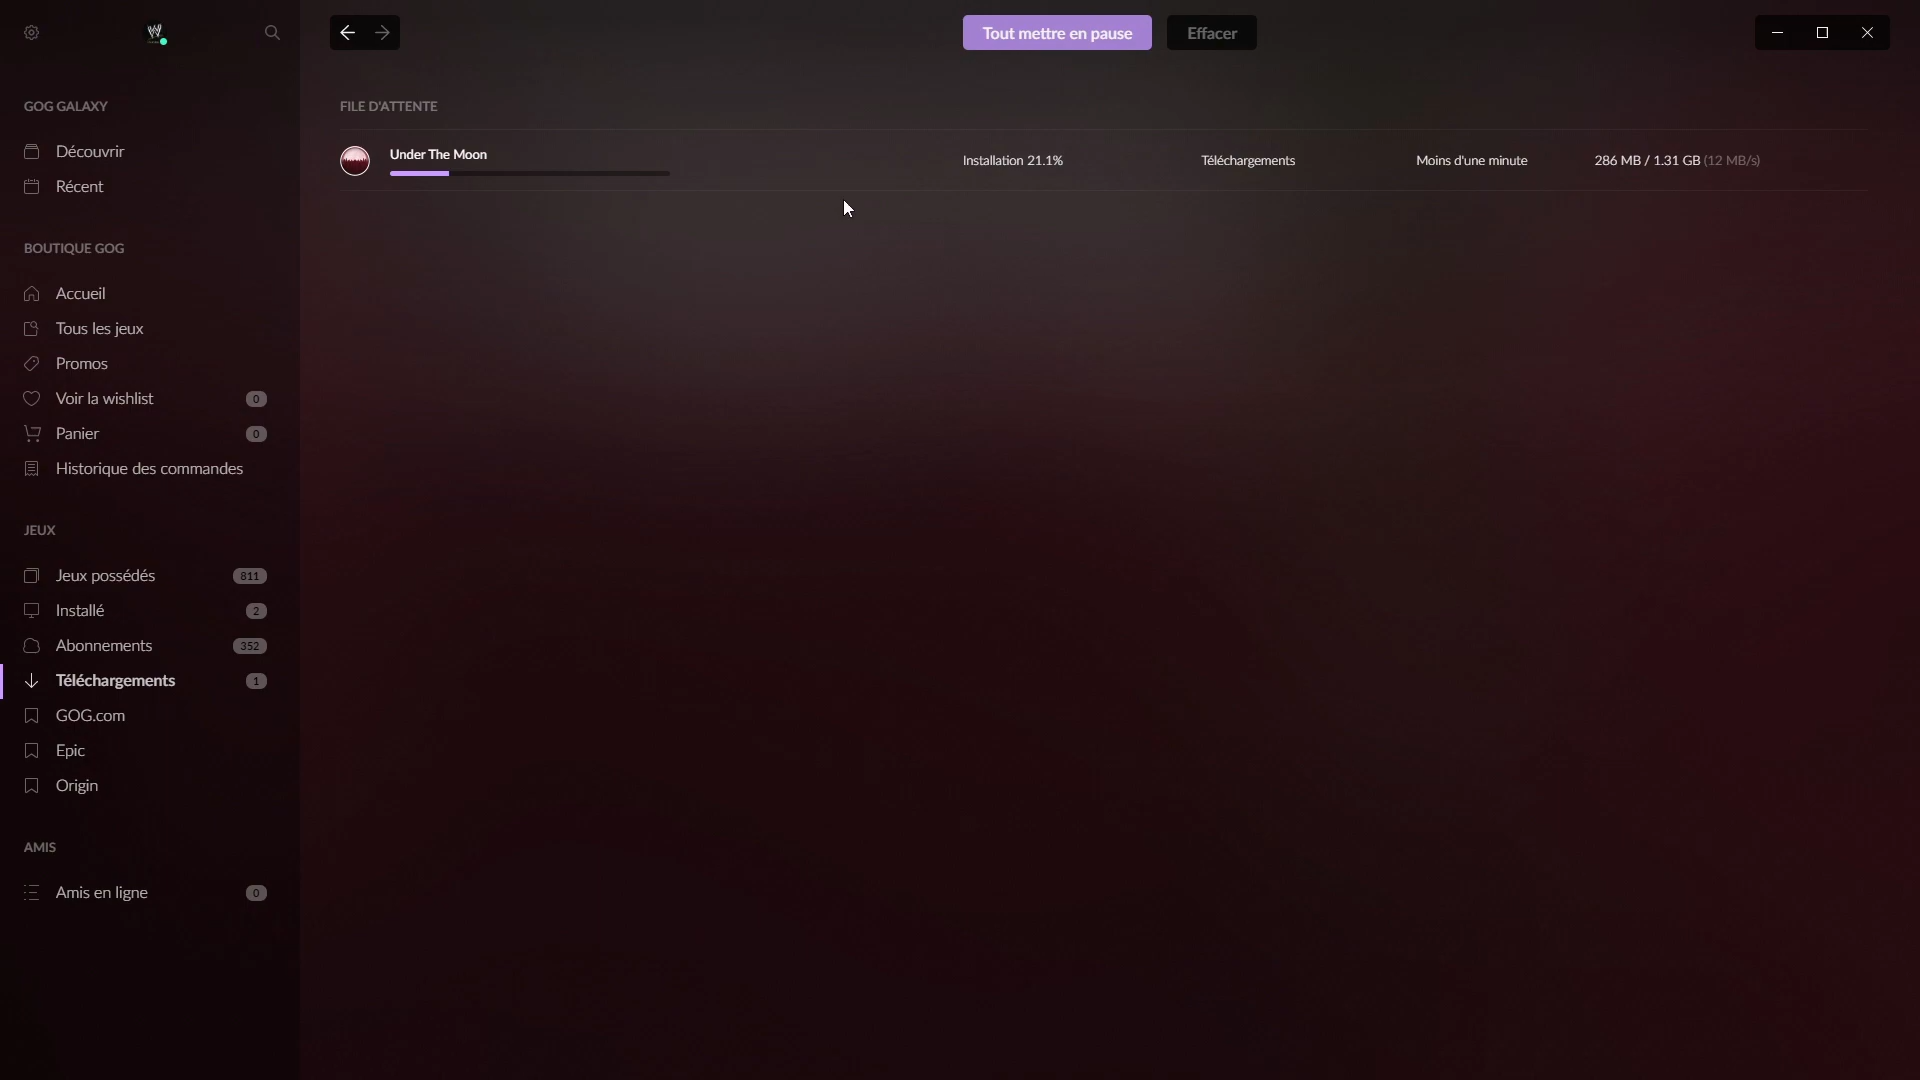 GOG GALAXY
Découvrir
Récent
BOUTIQUE GOG
Accueil
Tous les jeux
Promos
Voir la wishlist 0
Panier 0
Historique des commandes
JEUX
Jeux possédés 811
Installé 2
Abonnements 352
Téléchargements 1
GOG.com
Epic
Origin
AMIS
Amis en ligne 0
Tout mettre en pause Effacer
FILE D'ATTENTE
Under The Moon Installation 21.1% Téléchargements Moins d'une minute 286 MB / 1.31 GB (12 MB/s)